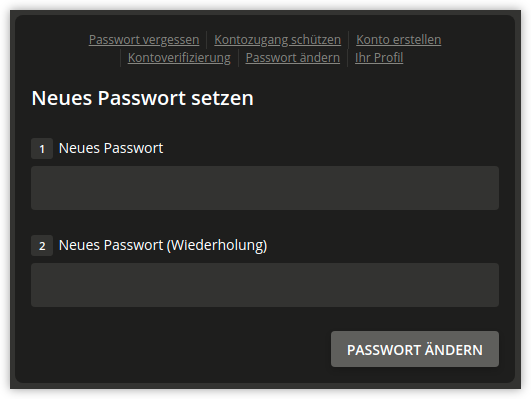 Passwort vergessen Kontozugang schützen Konto erstellen
Kontoverifizierung Passwort ändern Ihr Profil
Neues Passwort setzen
1 Neues Passwort
2 Neues Passwort (Wiederholung)
PASSWORT ÄNDERN